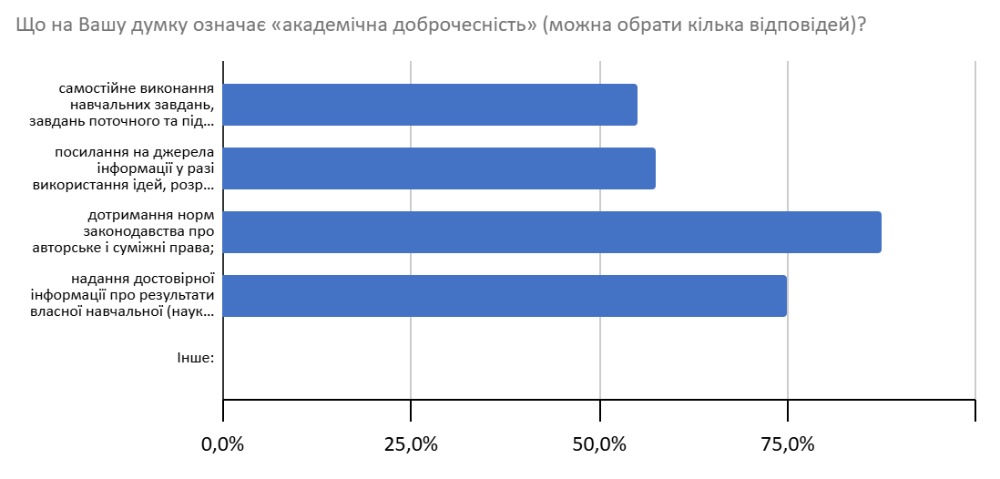 Що на Вашу думку означає «академічна доброчесність» (можна обрати кілька відповідей)?
самостійне виконання
навчальних завдань,
завдань поточного та під...
посилання на джерела
інформації у разі
використання ідей, розр...
дотримання норм
законодавства про
авторське і суміжні права;
надання достовірної
інформації про результати
власної навчальної (наук...
Інше:
0,0%
25,0%
50,0%
75,0%